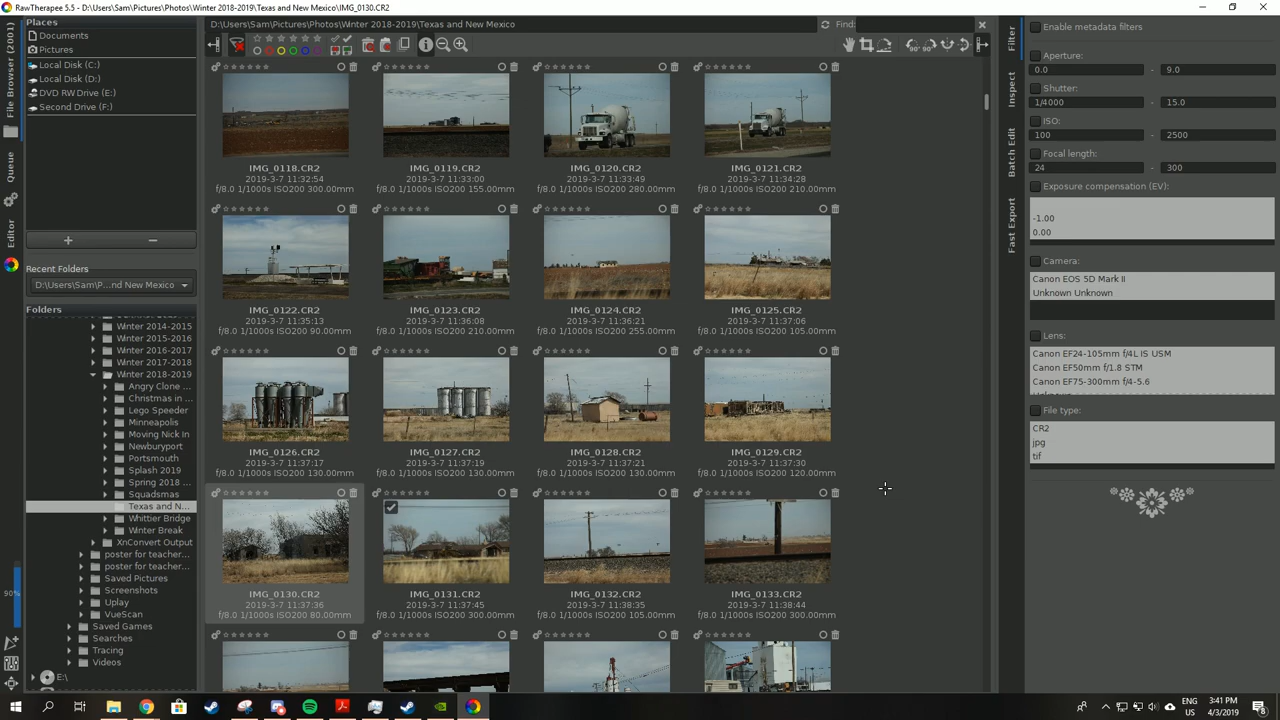 RawTherapee 5.5 - D:\Users\Sam\Pictures\Photos\Winter 2018-2019\Texas and New Mexico\IMG_0130.CR2
File Browser (2001)
Queue
Editor
90%
Places
Documents
Pictures
Local Disk (C:)
Local Disk (D:)
DVD RW Drive (E:)
Second Drive (F:)
Recent Folders
D:\Users\Sam\P...nd New Mexico
Folders
Winter 2014-2015
Winter 2015-2016
Winter 2016-2017
Winter 2017-2018
Winter 2018-2019
Angry Clone ...
Christmas in ...
Lego Speeder
Minneapolis
Moving Nick In
Newburyport
Portsmouth
Splash 2019
Spring 2018 ...
Squadsmas
Texas and N...
Whittier Bridge
Winter Break
XnConvert Output
poster for teacher...
poster for teacher...
Saved Pictures
Screenshots
Uplay
VueScan
Saved Games
Searches
Tracing
Videos
E:\
D:\Users\Sam\Pictures\Photos\Winter 2018-2019\Texas and New Mexico
Find:
IMG_0118.CR2
2019-3-7 11:32:54
f/8.0 1/1000s ISO200 300.00mm
IMG_0119.CR2
2019-3-7 11:33:00
f/8.0 1/1000s ISO200 155.00mm
IMG_0120.CR2
2019-3-7 11:33:49
f/8.0 1/1000s ISO200 280.00mm
IMG_0121.CR2
2019-3-7 11:34:28
f/8.0 1/1000s ISO200 210.00mm
IMG_0122.CR2
2019-3-7 11:35:13
f/8.0 1/1000s ISO200 90.00mm
IMG_0123.CR2
2019-3-7 11:36:08
f/8.0 1/1000s ISO200 210.00mm
IMG_0124.CR2
2019-3-7 11:36:21
f/8.0 1/1000s ISO200 255.00mm
IMG_0125.CR2
2019-3-7 11:37:06
f/8.0 1/1000s ISO200 105.00mm
IMG_0126.CR2
2019-3-7 11:37:17
f/8.0 1/1000s ISO200 130.00mm
IMG_0127.CR2
2019-3-7 11:37:19
f/8.0 1/1000s ISO200 130.00mm
IMG_0128.CR2
2019-3-7 11:37:21
f/8.0 1/1000s ISO200 130.00mm
IMG_0129.CR2
2019-3-7 11:37:30
f/8.0 1/1000s ISO200 120.00mm
IMG_0130.CR2
2019-3-7 11:37:36
f/8.0 1/1000s ISO200 80.00mm
IMG_0131.CR2
2019-3-7 11:37:45
f/8.0 1/1000s ISO200 300.00mm
IMG_0132.CR2
2019-3-7 11:38:35
f/8.0 1/1000s ISO200 105.00mm
IMG_0133.CR2
2019-3-7 11:38:44
f/8.0 1/1000s ISO200 300.00mm
Filter
Inspect
Batch Edit
Fast Export
Enable metadata filters
Aperture:
0.0 - 9.0
Shutter:
1/4000 - 15.0
ISO:
100 - 2500
Focal length:
24 - 300
Exposure compensation (EV):
-1.00
0.00
Camera:
Canon EOS 5D Mark II
Unknown Unknown
Lens:
Canon EF24-105mm f/4L IS USM
Canon EF50mm f/1.8 STM
Canon EF75-300mm f/4-5.6
File type:
CR2
jpg
tif
ENG
US
3:41 PM
4/3/2019